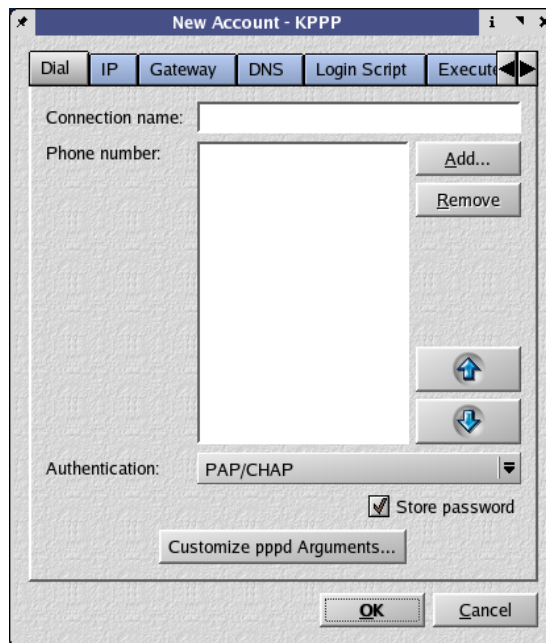 New Account - KPPP
Dial IP Gateway DNS Login Script Execute
Connection name:
Phone number:
Add...
Remove
Authentication: PAP/CHAP
Store password
Customize pppd Arguments...
OK Cancel